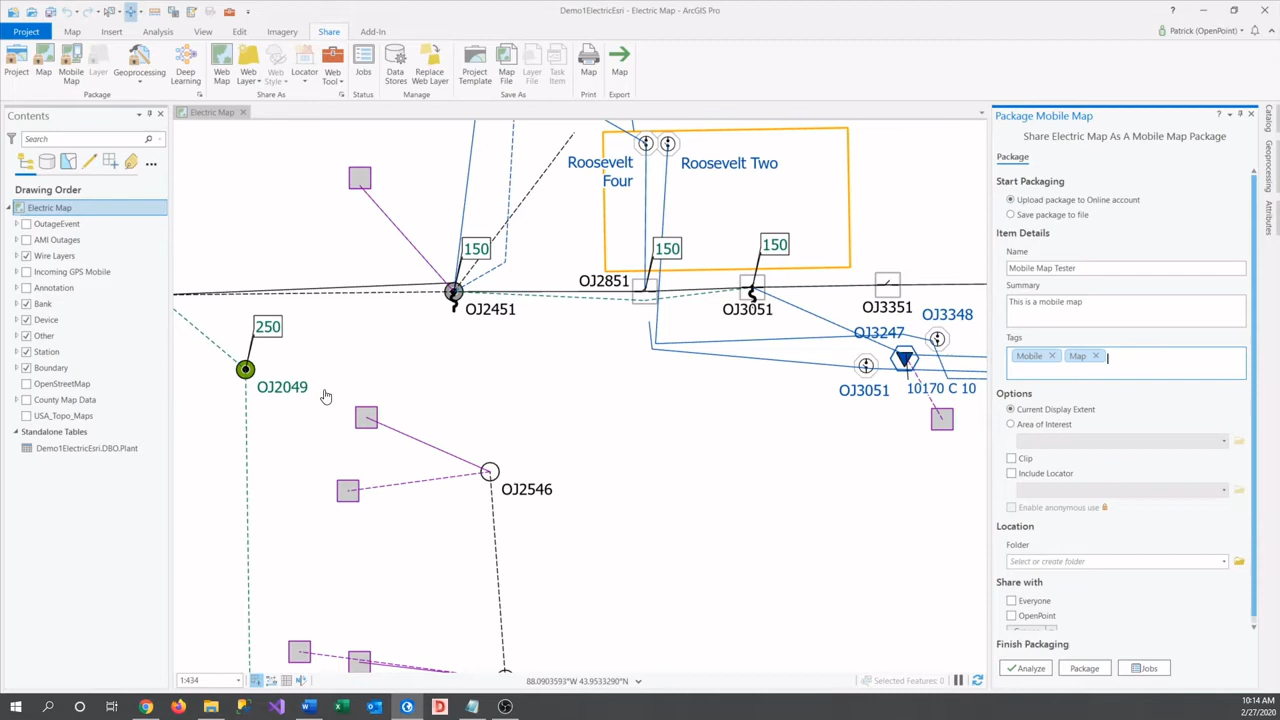 Demo1ElectricEsri - Electric Map - ArcGIS Pro
Project Map Insert Analysis View Edit Imagery Share Add-In
Patrick (OpenPoint)
Project Map Mobile Map Layer Geoprocessing Deep Learning
Package
Web Map Web Layer Web Style Locator Web Tool
Share As
Jobs
Status
Data Stores Replace Web Layer
Manage
Project Template Map File Layer File Task Item
Save As
Map
Print
Map
Export
Contents
Search
Drawing Order
Electric Map
OutageEvent
AMI Outages
Wire Layers
Incoming GPS Mobile
Annotation
Bank
Device
Other
Station
Boundary
OpenStreetMap
County Map Data
USA_Topo_Maps
Standalone Tables
Demo1ElectricEsri.DBO.Plant
Electric Map
Roosevelt Four
Roosevelt Two
150
150
150
OJ2851
OJ2451
OJ3051
OJ3351
OJ3348
OJ3247
250
OJ2049
OJ3051
10170 C 10
OJ2546
1:434
88.0903593°W 43.9533290°N
Selected Features: 0
Package Mobile Map
Share Electric Map As A Mobile Map Package
Package
Start Packaging
Upload package to Online account
Save package to file
Item Details
Name
Mobile Map Tester
Summary
This is a mobile map
Tags
Mobile Map
Options
Current Display Extent
Area of Interest
Clip
Include Locator
Enable anonymous use
Location
Folder
Select or create folder
Share with
Everyone
OpenPoint
Finish Packaging
Analyze Package Jobs
Catalog
Geoprocessing
Attributes
10:14 AM
2/27/2020